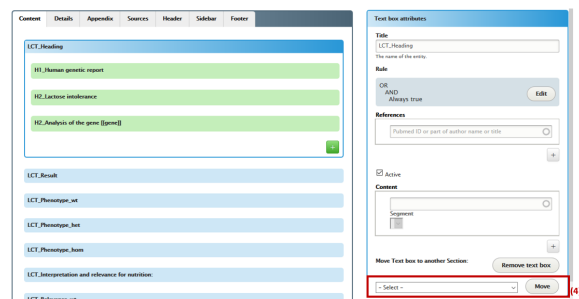 Content Details Appendix Sources Header Sidebar Footer
LCT_Heading
H1_Human genetic report
H2_Lactose intolerance
H2_Analysis of the gene [[gene]]
+
LCT_Result
LCT_Phenotype_wt
LCT_Phenotype_het
LCT_Phenotype_hom
LCT_Interpretation and relevance for nutrition:
Text box attributes
Title
LCT_Heading
The name of the entity.
Rule
OR
AND
Always true
Edit
References
Pubmed ID or part of author name or title
+
Active
Content
Segment
+
Move Text box to another Section:
Remove text box
- Select -
Move
(4